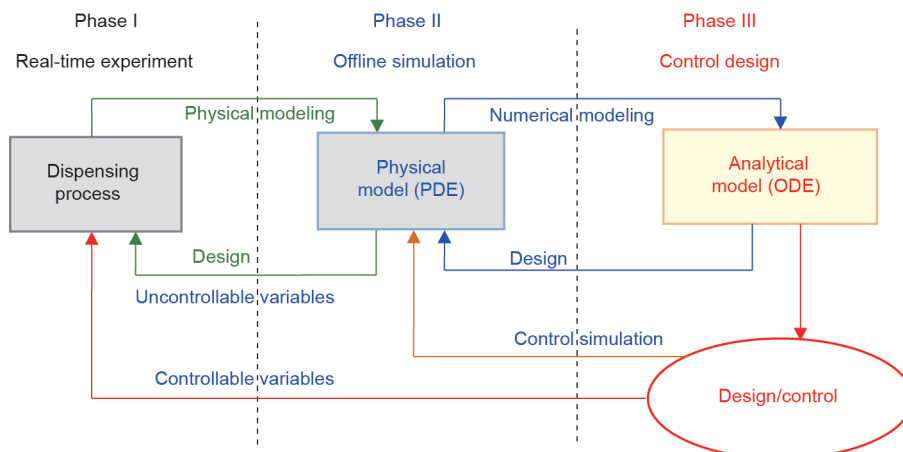 Phase I
Phase II
Phase III
Real-time experiment
Offline simulation
Control design
Physical modeling
Numerical modeling
Dispensing
process
Physical
model (PDE)
Analytical
model (ODE)
Design
Design
Uncontrollable variables
Control simulation
Controllable variables
Design/control